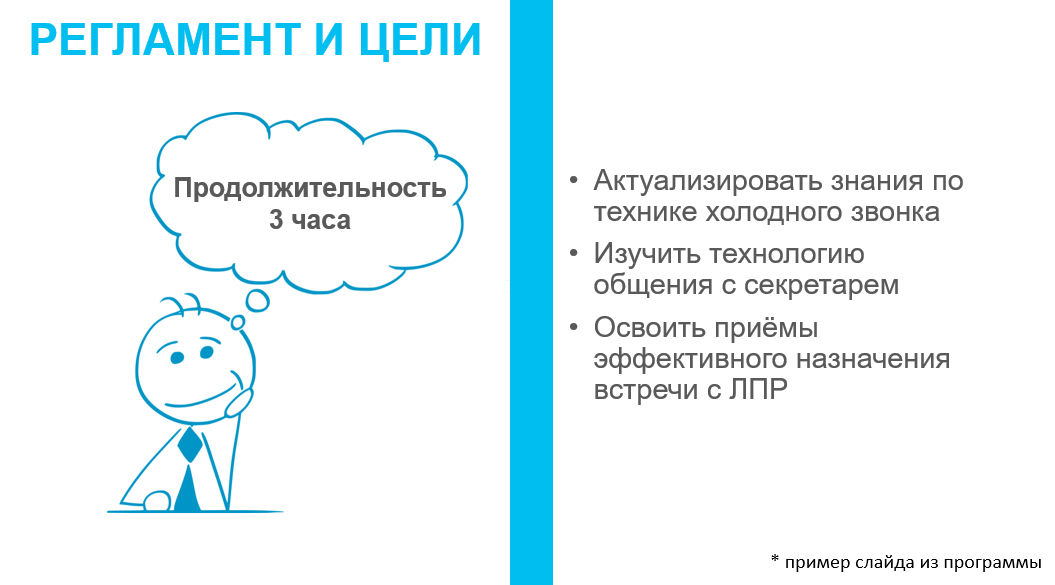 РЕГЛАМЕНТ И ЦЕЛИ
Продолжительность
3 часа
• Актуализировать знания по
технике холодного звонка
• Изучить технологию
общения с секретарем
• Освоить приёмы
эффективного назначения
встречи с ЛПР
* пример слайда из программы